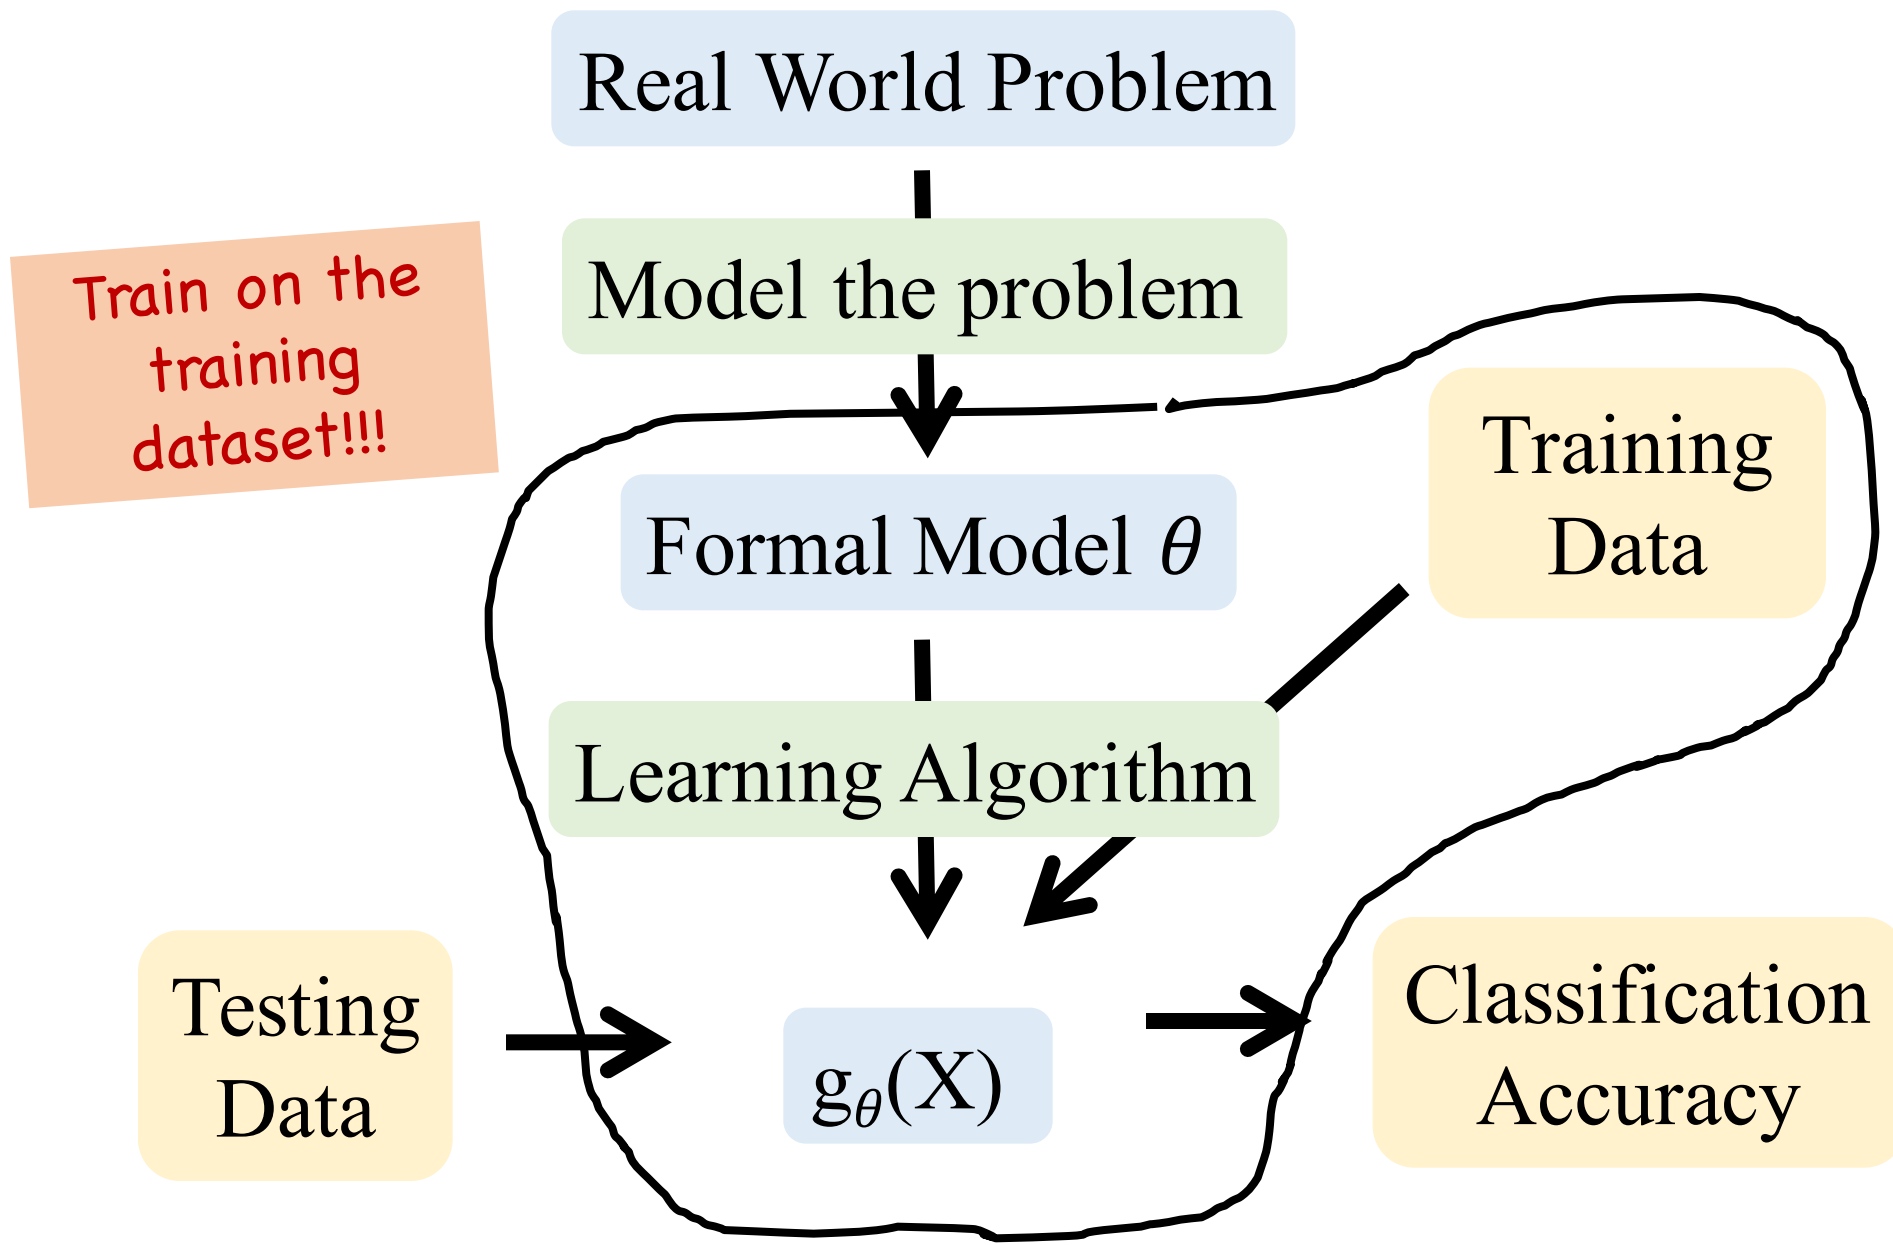 Real World Problem
Model the problem
Train on the
training
dataset!!!
Training
Data
Formal Model θ
Learning Algorithm
Testing
Data
gθ(X)
Classification
Accuracy